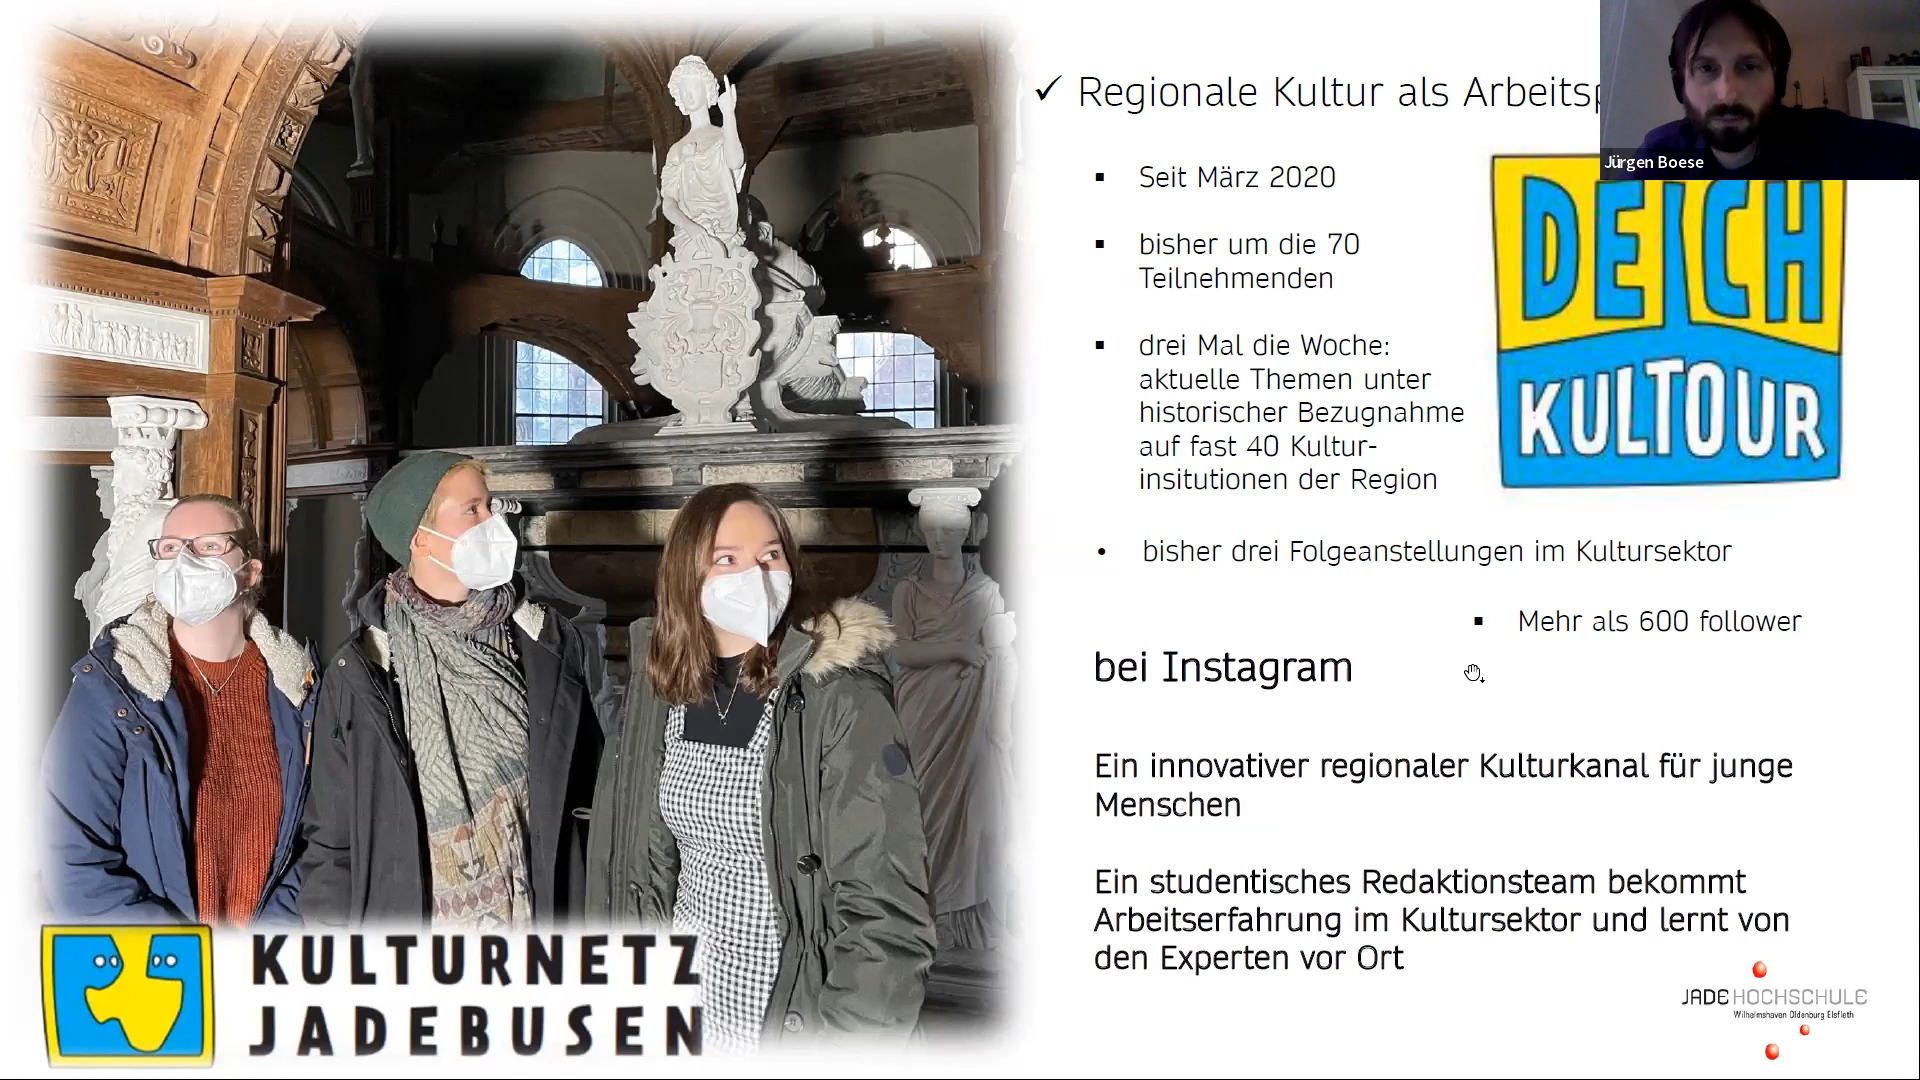 Regionale Kultur als Arbeitsp
Jürgen Boese
Seit März 2020
bisher um die 70
Teilnehmenden
drei Mal die Woche:
aktuelle Themen unter
historischer Bezugnahme
auf fast 40 Kultur-
insitutionen der Region
DEICH
KULTOUR
bisher drei Folgeanstellungen im Kultursektor
Mehr als 600 follower
bei Instagram
Ein innovativer regionaler Kulturkanal für junge
Menschen
Ein studentisches Redaktionsteam bekommt
Arbeitserfahrung im Kultursektor und lernt von
den Experten vor Ort
KULTURNETZ
JADEBUSEN
JADE HOCHSCHULE
Wilhelmshaven Oldenburg Elsfleth